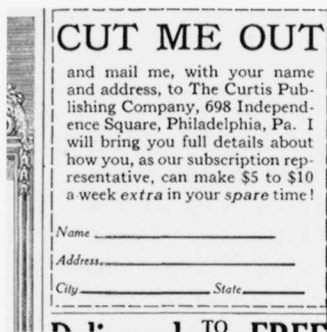 CUT ME OUT
and mail me, with your name
and address, to The Curtis Pub-
lishing Company, 698 Independ-
ence Square, Philadelphia, Pa. I
will bring you full details about
how you, as our subscription rep-
resentative, can make $5 to $10
a week extra in your spare time!
Name
Address
City State
TO FREE